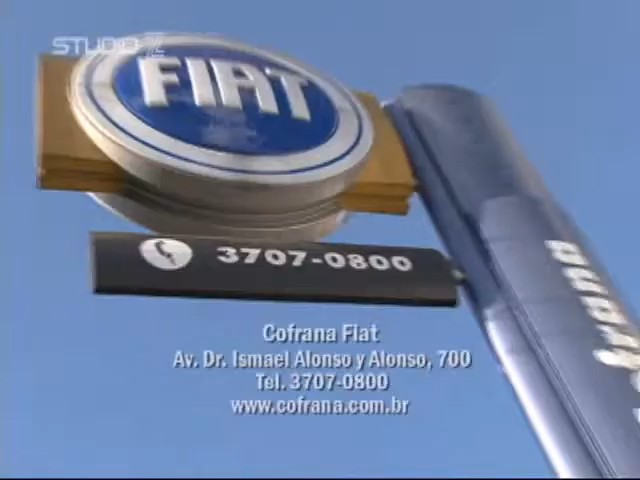 STUDIO Z
FIAT
3707-0800
Cofrana Fiat
Av. Dr. Ismael Alonso y Alonso, 700
Tel. 3707-0800
www.cofrana.com.br